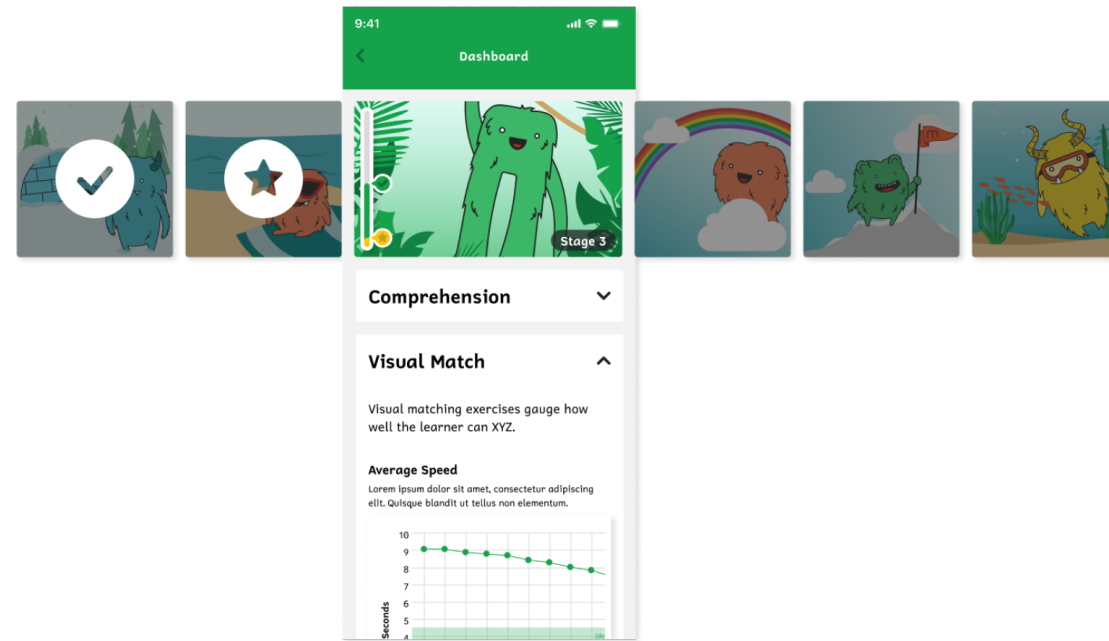 9:41
Dashboard
Stage 3
Comprehension
Visual Match
Visual matching exercises gauge how
well the learner can XYZ.
Average Speed
Lorem ipsum dolor sit amet, consectetur adipiscing
elit. Quisque blandit ut tellus non elementum.
10
9
8
7
6
5
4
Seconds
Ide